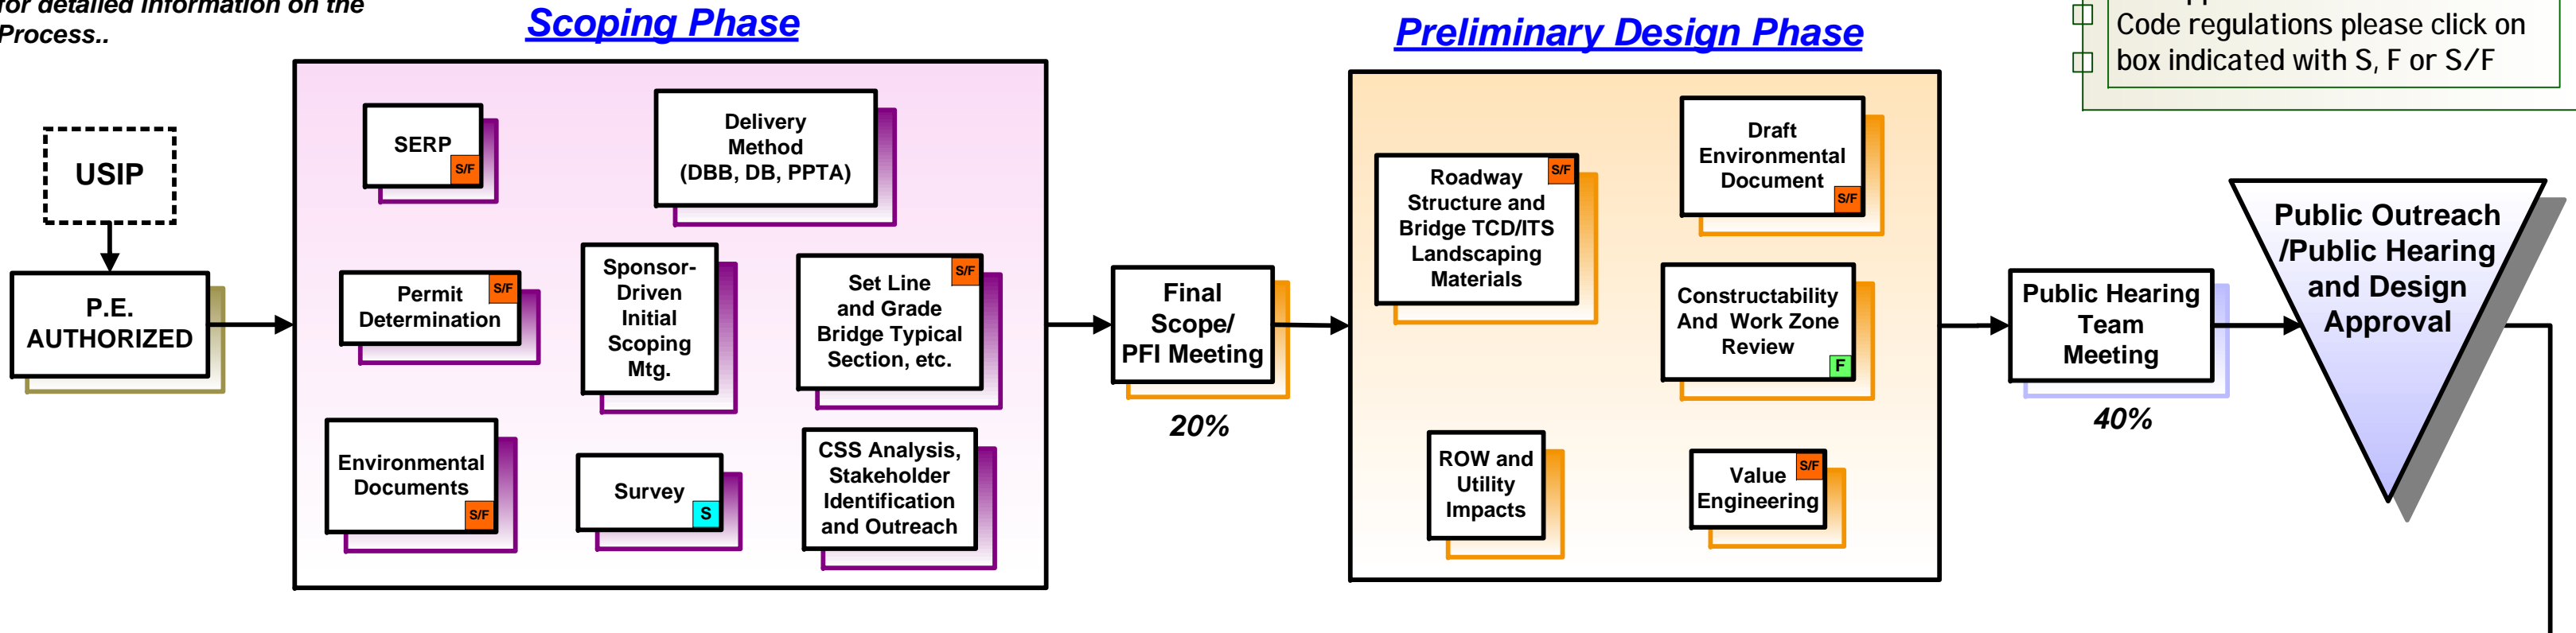 for detailed information on the
Process..
Scoping Phase
Preliminary Design Phase
Code regulations please click on
box indicated with S, F or S/F
USIP
P.E.
AUTHORIZED
SERP
S/F
Delivery
Method
(DBB, DB, PPTA)
Permit
Determination
S/F
Sponsor-
Driven
Initial
Scoping
Mtg.
Set Line
and Grade
Bridge Typical
Section, etc.
S/F
Environmental
Documents
S/F
Survey
S
CSS Analysis,
Stakeholder
Identification
and Outreach
Final
Scope/
PFI Meeting
20%
Roadway
Structure and
Bridge TCD/ITS
Landscaping
Materials
S/F
Draft
Environmental
Document
S/F
Constructability
And Work Zone
Review
F
ROW and
Utility
Impacts
Value
Engineering
S/F
Public Hearing
Team
Meeting
40%
Public Outreach
/Public Hearing
and Design
Approval